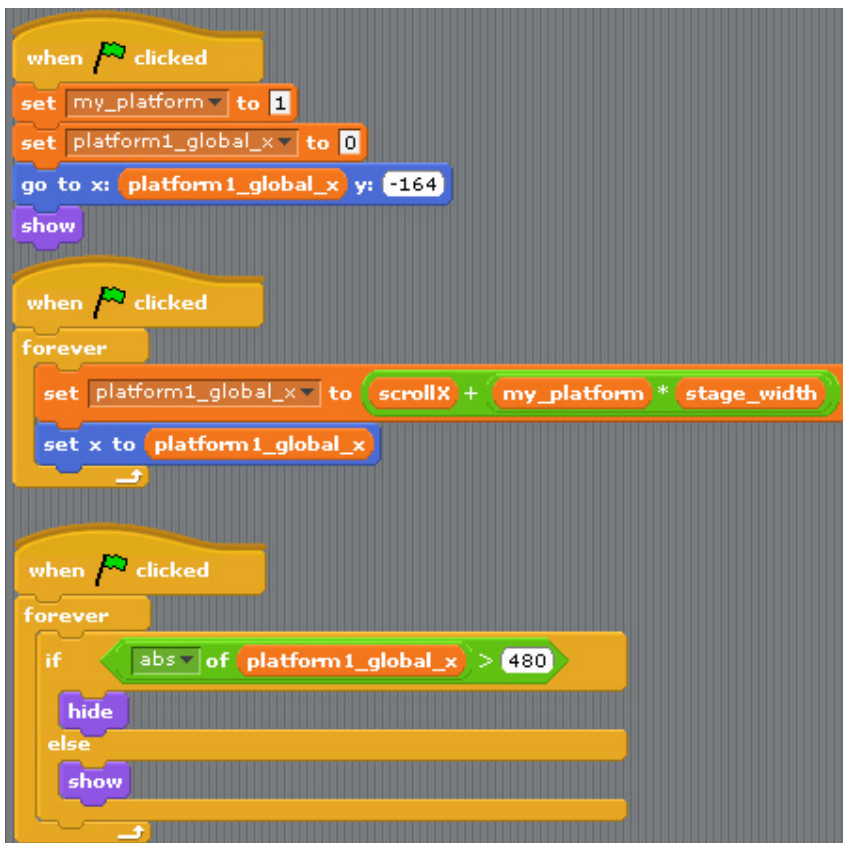 when clicked
set my_platform to 1
set platform1_global_x to 0
go to x: platform1_global_x y: -164
show
when clicked
forever
set platform1_global_x to scrollX + my_platform * stage_width
set x to platform1_global_x
when clicked
forever
if abs of platform1_global_x > 480
hide
else
show